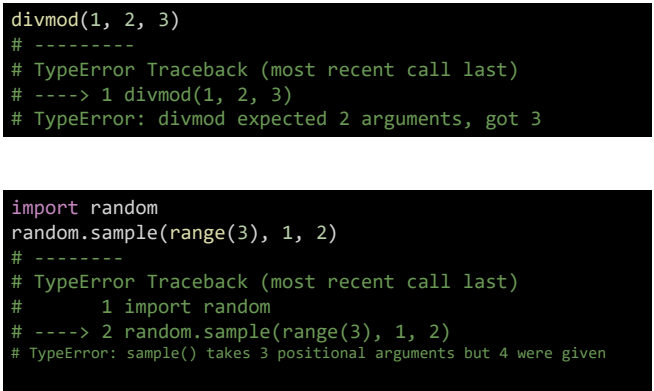 divmod(1, 2, 3)
# ---------
# TypeError Traceback (most recent call last)
# ----> 1 divmod(1, 2, 3)
# TypeError: divmod expected 2 arguments, got 3
import random
random.sample(range(3), 1, 2)
# --------
# TypeError Traceback (most recent call last)
#       1 import random
# ----> 2 random.sample(range(3), 1, 2)
# TypeError: sample() takes 3 positional arguments but 4 were given